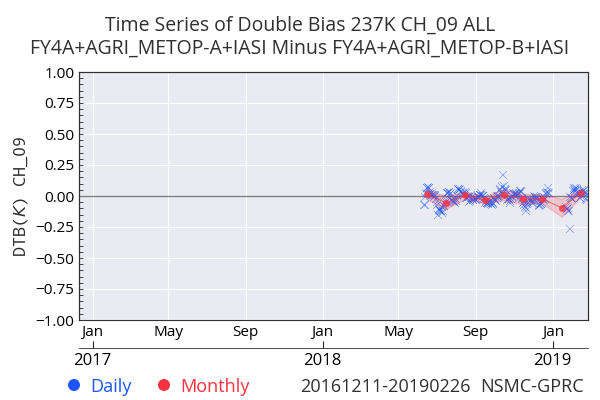 Time Series of Double Bias 237K CH_09 ALL
FY4A+AGRI_METOP-A+IASI Minus FY4A+AGRI_METOP-B+IASI
DTB(K) CH_09
1.00
0.75
0.50
0.25
0.00
−0.25
−0.50
−0.75
−1.00
Jan May Sep Jan May Sep Jan
2017 2018 2019
Daily Monthly 20161211-20190226 NSMC-GPRC